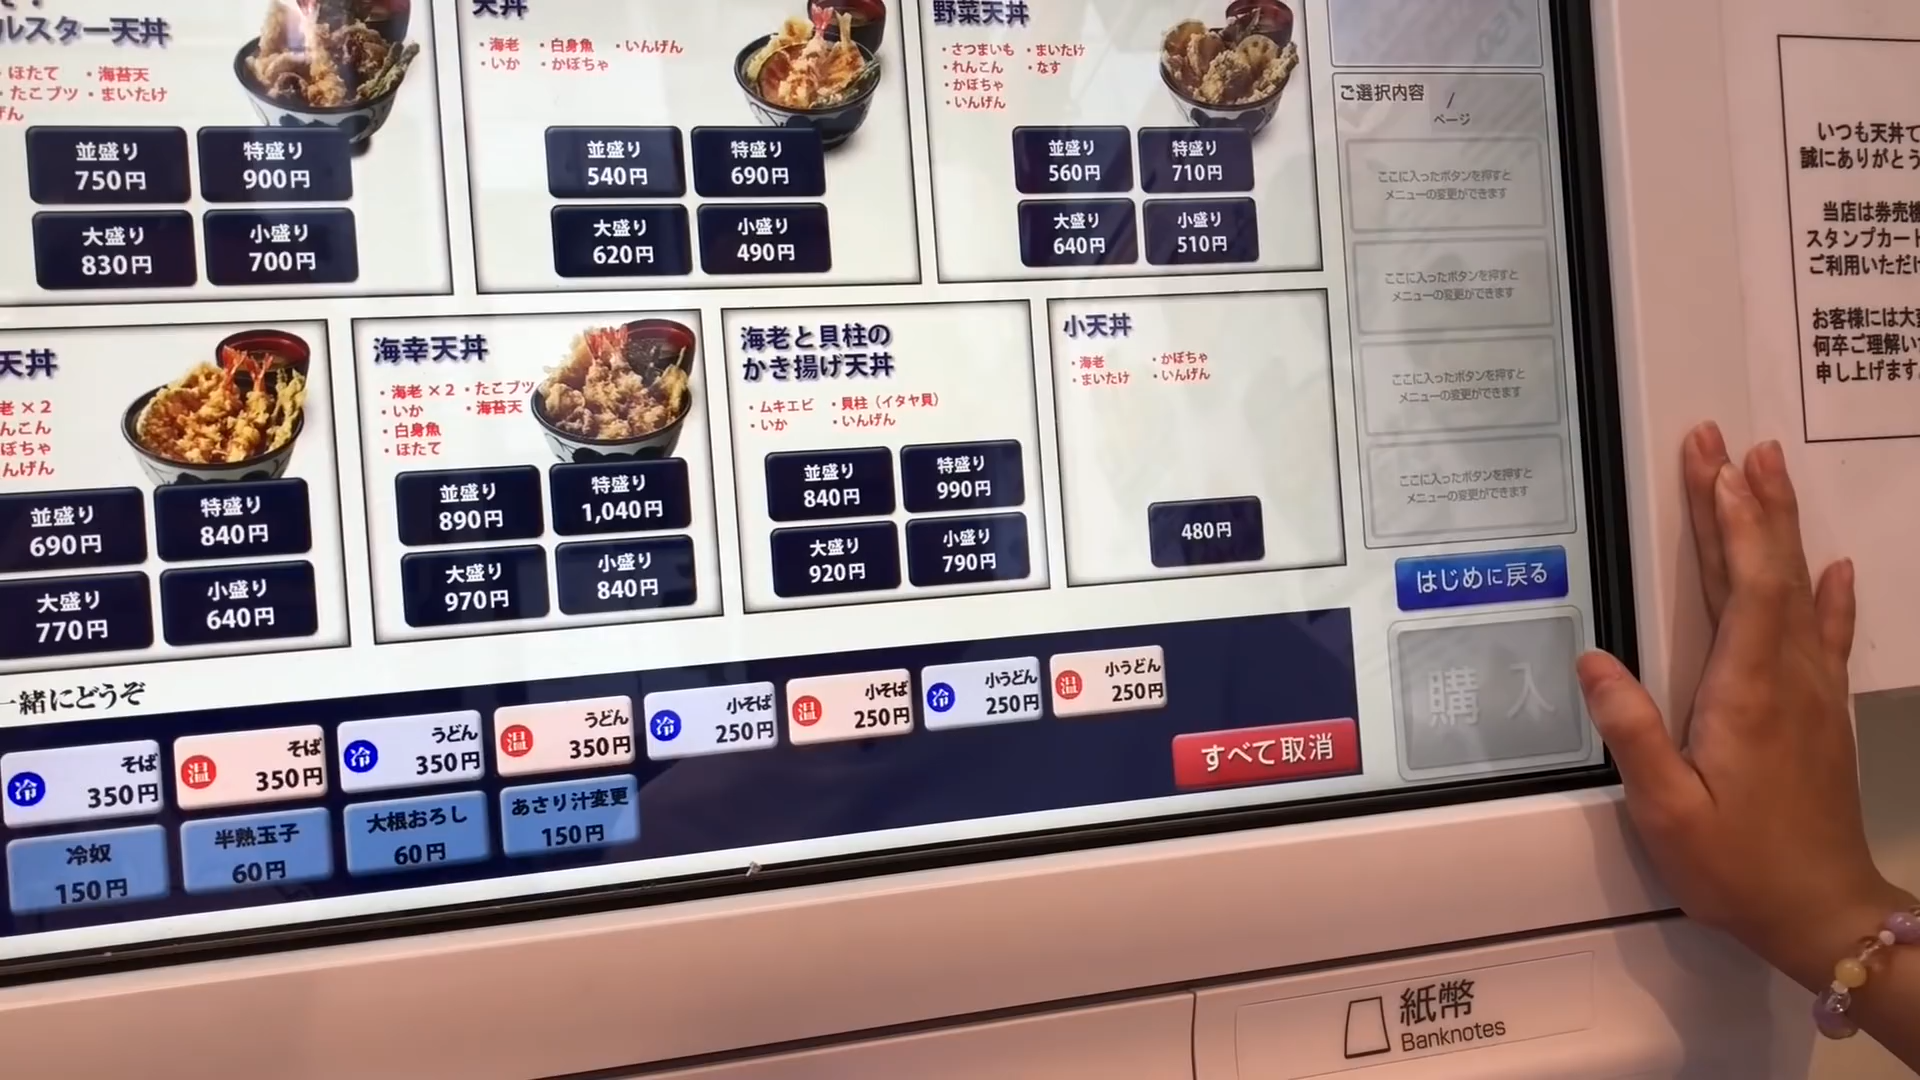 ルスター天丼
ほたて ・海苔天
・たこブツ ・まいたけ
げん
並盛り
750円
特盛り
900円
大盛り
830円
小盛り
700円
天丼
・海老 ・白身魚 ・いんげん
・いか ・かぼちゃ
並盛り
540円
特盛り
690円
大盛り
620円
小盛り
490円
野菜天丼
・さつまいも ・まいたけ
・れんこん ・なす
・かぼちゃ
・いんげん
並盛り
560円
特盛り
710円
大盛り
640円
小盛り
510円
天丼
老×2
んこん
ぼちゃ
んげん
並盛り
690円
特盛り
840円
大盛り
770円
小盛り
640円
海幸天丼
・海老×2 ・たこブツ
・いか ・海苔天
・白身魚
・ほたて
並盛り
890円
特盛り
1,040円
大盛り
970円
小盛り
840円
海老と貝柱の
かき揚げ天丼
・ムキエビ ・貝柱（イタヤ貝）
・いか ・いんげん
並盛り
840円
特盛り
990円
大盛り
920円
小盛り
790円
小天丼
・海老 ・かぼちゃ
・まいたけ ・いんげん
480円
一緒にどうぞ
冷 そば
350円
温 そば
350円
冷 うどん
350円
温 うどん
350円
冷 小そば
250円
温 小そば
250円
冷 小うどん
250円
温 小うどん
250円
冷奴
150円
半熟玉子
60円
大根おろし
60円
あさり汁変更
150円
すべて取消
ご選択内容 /
ページ
ここに入ったボタンを押すと
メニューの変更ができます
ここに入ったボタンを押すと
メニューの変更ができます
ここに入ったボタンを押すと
メニューの変更ができます
ここに入ったボタンを押すと
メニューの変更ができます
はじめに戻る
購入
いつも天丼て
誠にありがとう
当店は券売機
スタンプカート
ご利用いただけ
お客様には大変
何卒ご理解い
申し上げます
紙幣
Banknotes